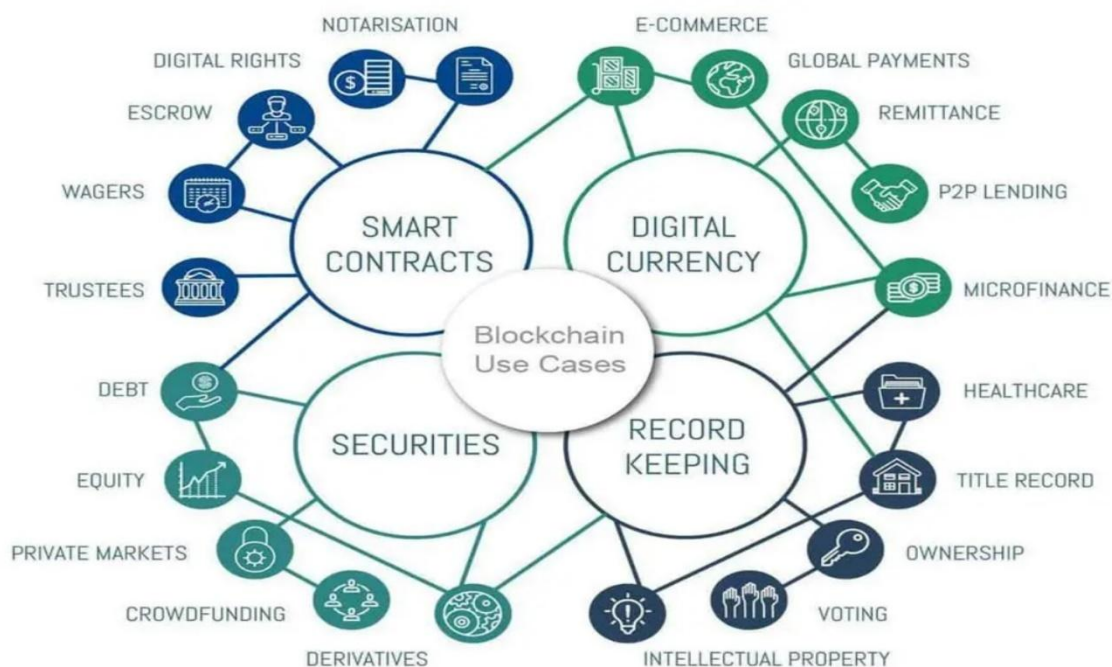 NOTARISATION
E-COMMERCE
DIGITAL RIGHTS
GLOBAL PAYMENTS
ESCROW
REMITTANCE
WAGERS
P2P LENDING
SMART
CONTRACTS
DIGITAL
CURRENCY
TRUSTEES
MICROFINANCE
Blockchain
Use Cases
DEBT
HEALTHCARE
SECURITIES
RECORD
KEEPING
EQUITY
TITLE RECORD
PRIVATE MARKETS
OWNERSHIP
CROWDFUNDING
VOTING
DERIVATIVES
INTELLECTUAL PROPERTY